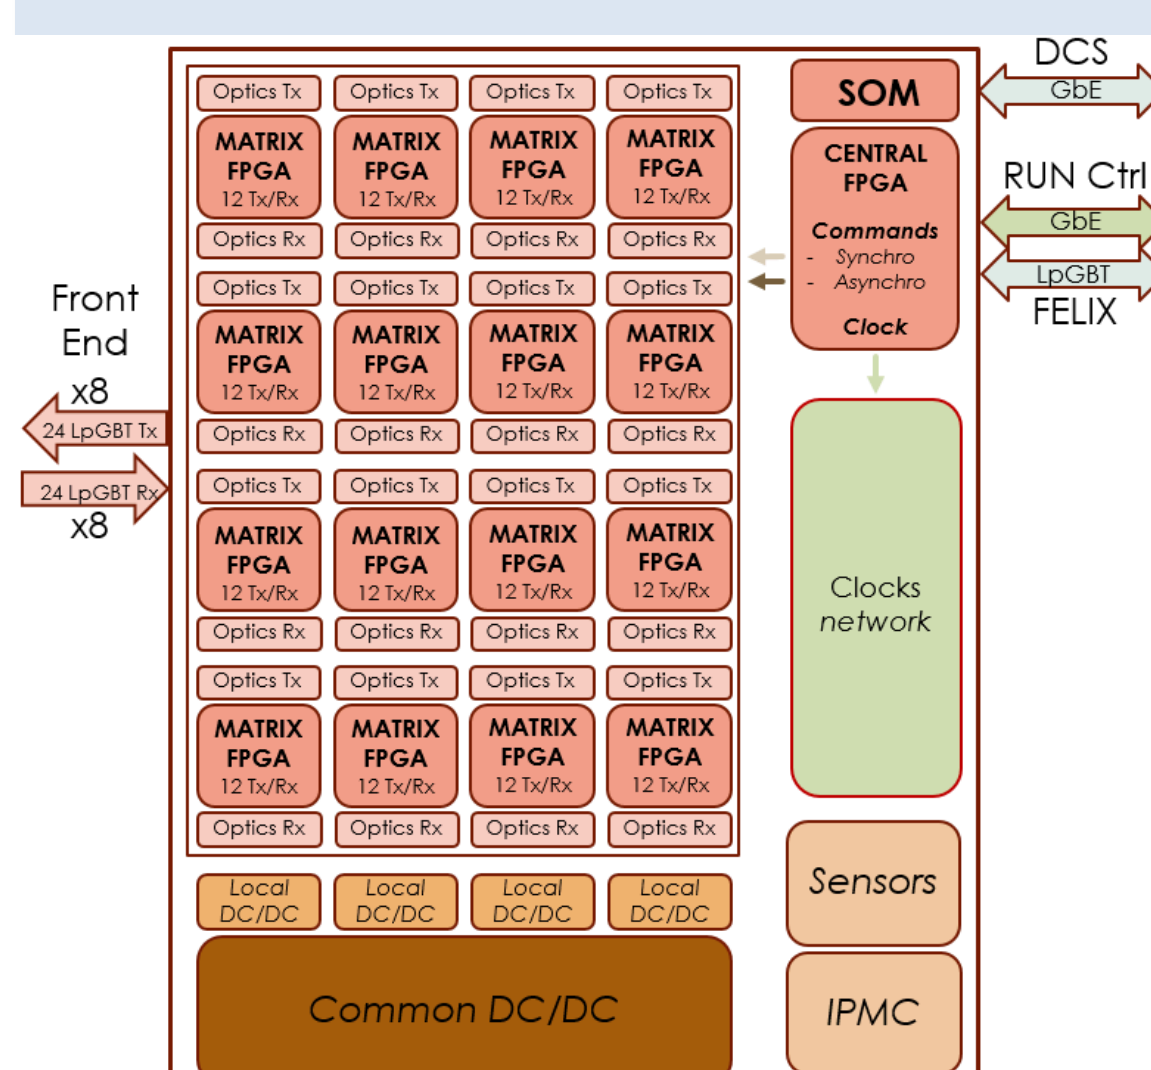 DCS
GbE
SOM
CENTRAL
FPGA
Commands
- Synchro
- Asynchro
Clock
RUN Ctrl
GbE
LpGBT
FELIX
Front
End
x8
24 LpGBT Tx
24 LpGBT Rx
x8
Optics Tx Optics Tx Optics Tx Optics Tx
MATRIX MATRIX MATRIX MATRIX
FPGA FPGA FPGA FPGA
12 Tx/Rx 12 Tx/Rx 12 Tx/Rx 12 Tx/Rx
Optics Rx Optics Rx Optics Rx Optics Rx
Optics Tx Optics Tx Optics Tx Optics Tx
MATRIX MATRIX MATRIX MATRIX
FPGA FPGA FPGA FPGA
12 Tx/Rx 12 Tx/Rx 12 Tx/Rx 12 Tx/Rx
Optics Rx Optics Rx Optics Rx Optics Rx
Optics Tx Optics Tx Optics Tx Optics Tx
MATRIX MATRIX MATRIX MATRIX
FPGA FPGA FPGA FPGA
12 Tx/Rx 12 Tx/Rx 12 Tx/Rx 12 Tx/Rx
Optics Rx Optics Rx Optics Rx Optics Rx
Optics Tx Optics Tx Optics Tx Optics Tx
MATRIX MATRIX MATRIX MATRIX
FPGA FPGA FPGA FPGA
12 Tx/Rx 12 Tx/Rx 12 Tx/Rx 12 Tx/Rx
Optics Rx Optics Rx Optics Rx Optics Rx
Clocks
network
Local Local Local Local
DC/DC DC/DC DC/DC DC/DC
Common DC/DC
Sensors
IPMC